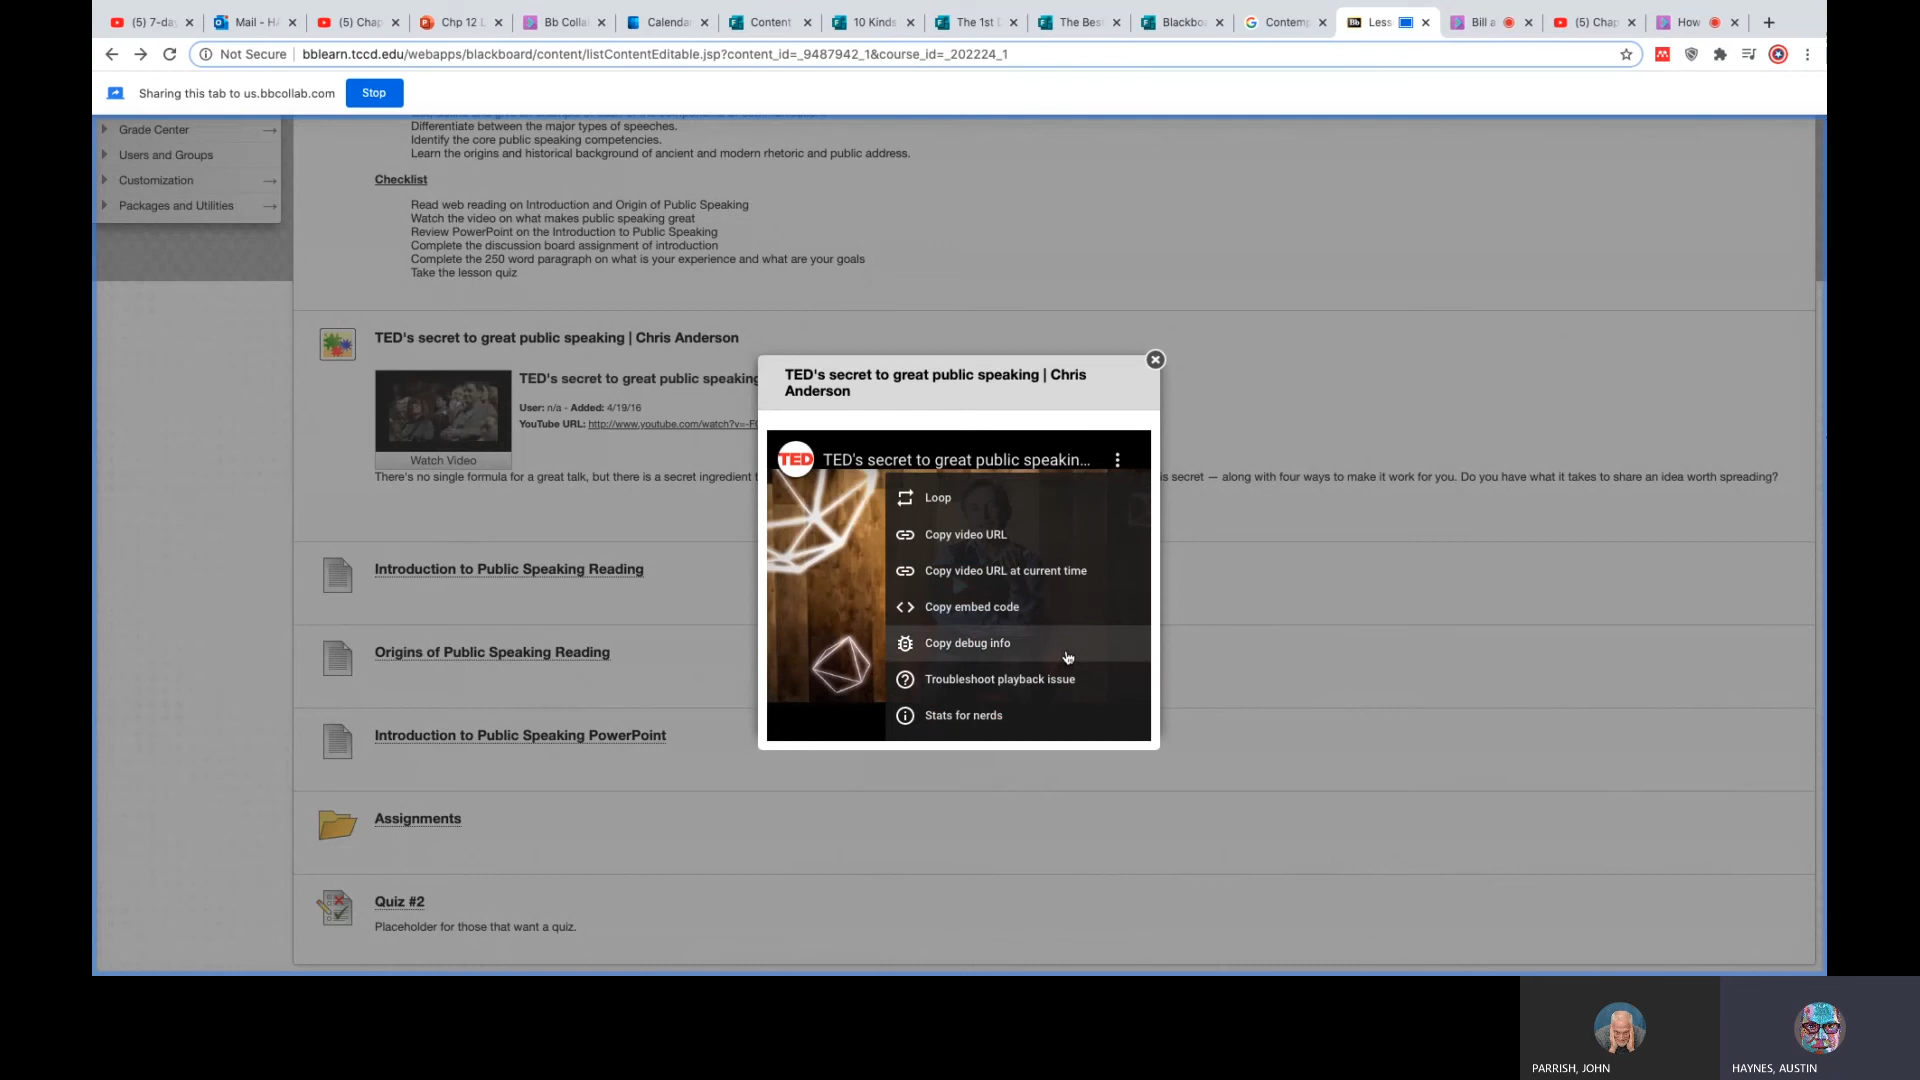 (5) 7-da
Mail - HA
(5) Chap
Chp 12 L
Bb Colla
Calendar
Content
10 Kinds
The 1st
The Best
Blackboa
Contemp
Bb
Less
Bill a
(5) Chap
How
Not Secure
bblearn.tccd.edu/webapps/blackboard/content/listContentEditable.jsp?content_id=_9487942_1&course_id=_202224_1
Sharing this tab to us.bbcollab.com
Stop
Grade Center
Users and Groups
Customization
Packages and Utilities
Differentiate between the major types of speeches.
Identify the core public speaking competencies.
Learn the origins and historical background of ancient and modern rhetoric and public address.
Checklist
Read web reading on Introduction and Origin of Public Speaking
Watch the video on what makes public speaking great
Review PowerPoint on the Introduction to Public Speaking
Complete the discussion board assignment of introduction
Complete the 250 word paragraph on what is your experience and what are your goals
Take the lesson quiz
TED's secret to great public speaking | Chris Anderson
TED's secret to great public speaking
User: n/a - Added: 4/19/16
YouTube URL: http://www.youtube.com/watch?v=-F
Watch Video
There's no single formula for a great talk, but there is a secret ingredient
s secret — along with four ways to make it work for you. Do you have what it takes to share an idea worth spreading?
TED's secret to great public speaking | Chris
Anderson
TED
TED's secret to great public speakin...
Loop
Copy video URL
Copy video URL at current time
Copy embed code
Copy debug info
Troubleshoot playback issue
Stats for nerds
Introduction to Public Speaking Reading
Origins of Public Speaking Reading
Introduction to Public Speaking PowerPoint
Assignments
Quiz #2
Placeholder for those that want a quiz.
PARRISH, JOHN
HAYNES, AUSTIN